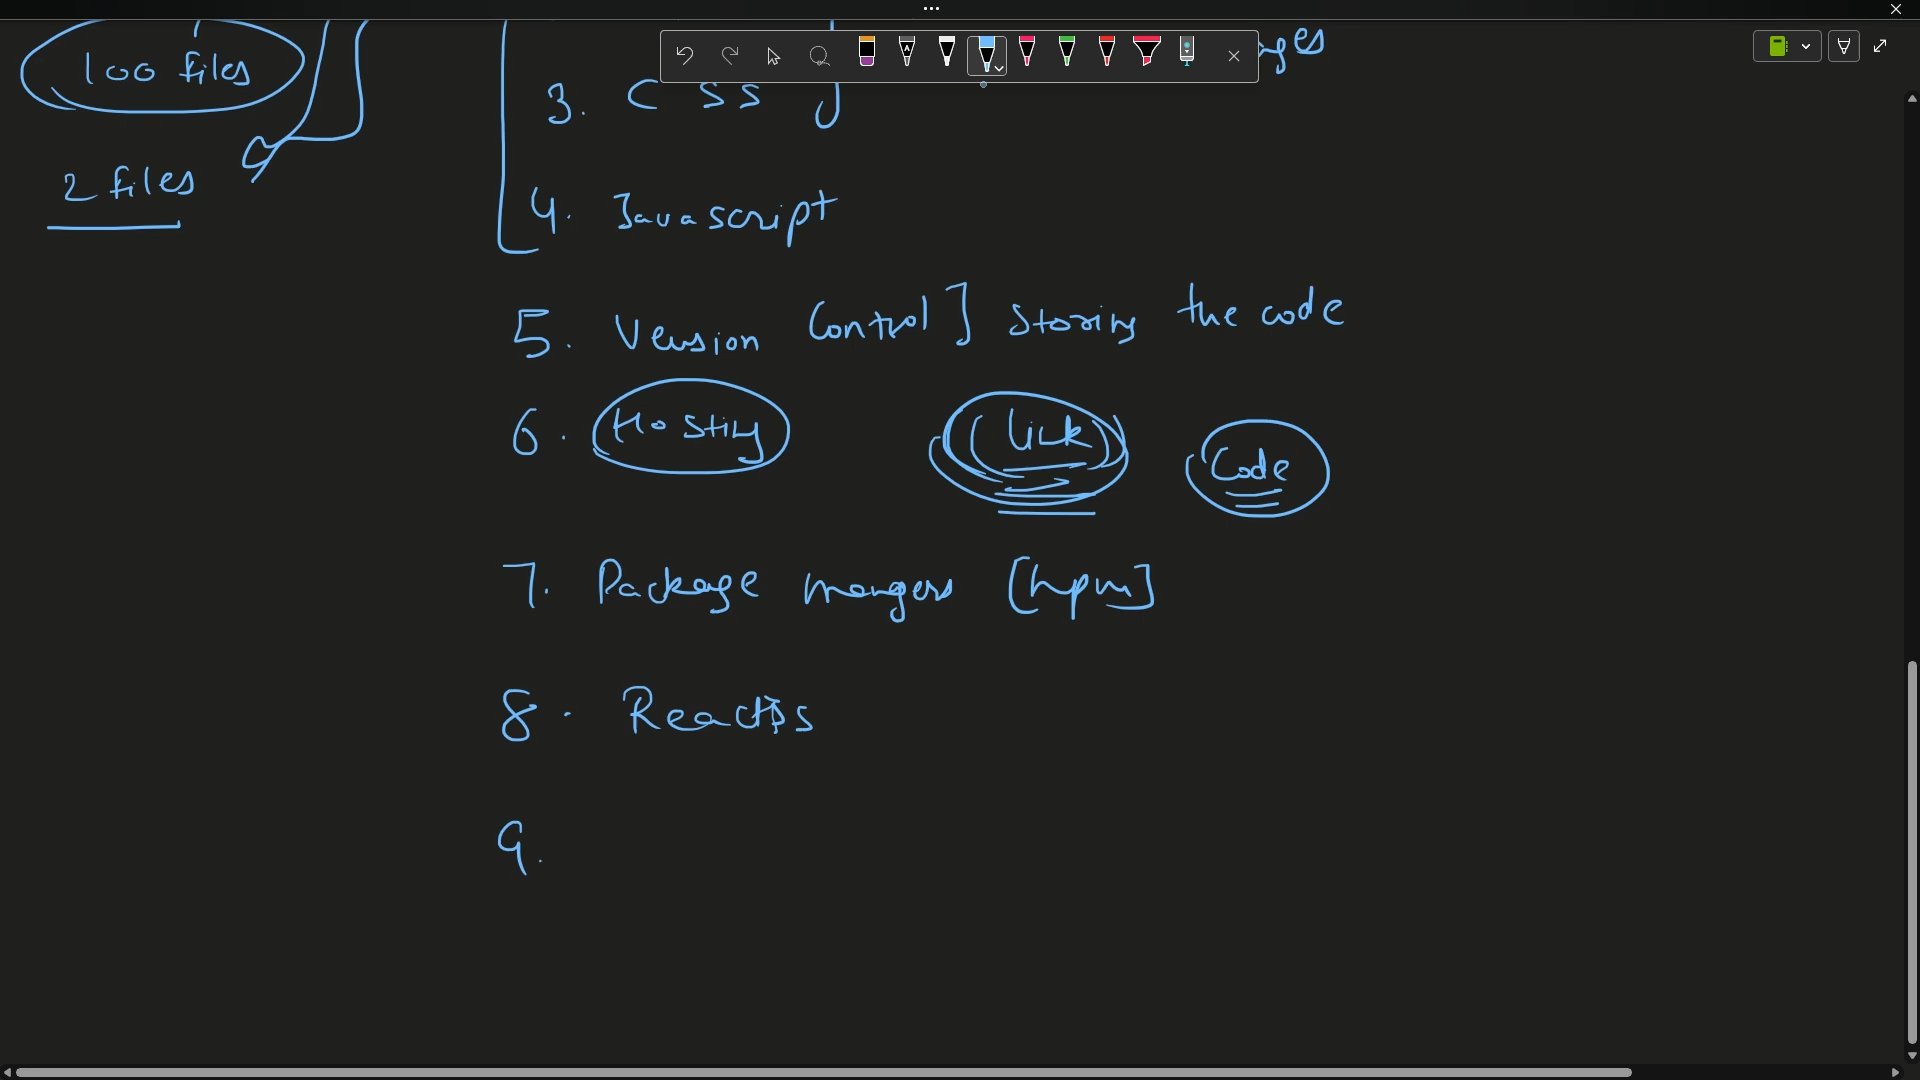 100 files
2 files
3. CSS
4. Javascript
5. Version Control] Storing the code
6. Hosting (link) Code
7. Package mangers [npm]
8. ReactJs
9.